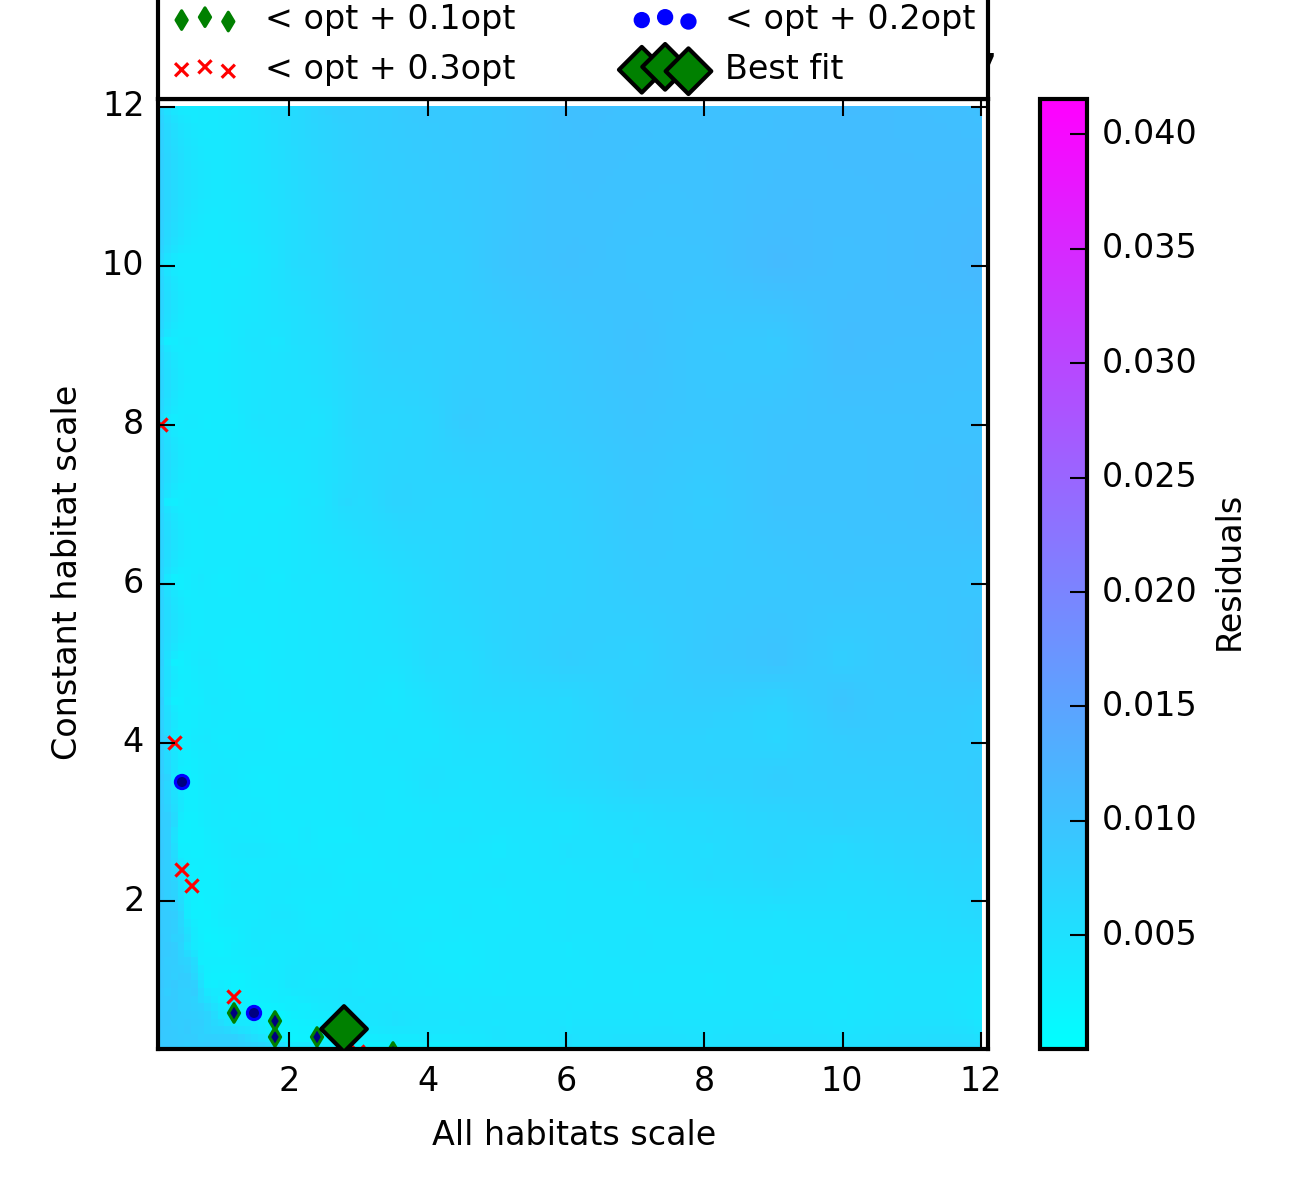 < opt + 0.1opt
< opt + 0.2opt
< opt + 0.3opt
Best fit
12
10
8
6
4
2
Constant habitat scale
2
4
6
8
10
12
All habitats scale
0.040
0.035
0.030
0.025
0.020
0.015
0.010
0.005
Residuals